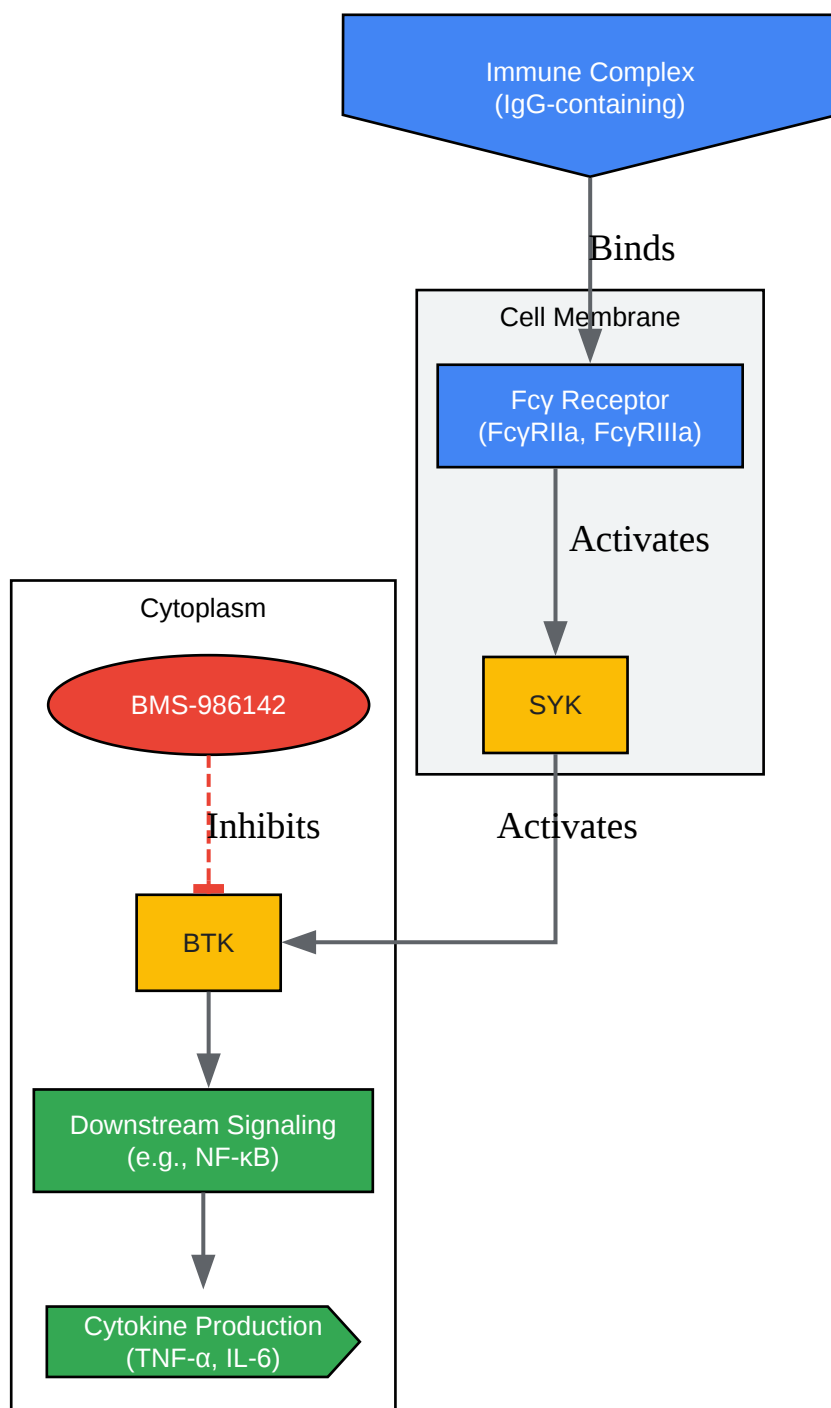 Immune Complex
(IgG-containing)
Binds
Cell Membrane
Fcγ Receptor
(FcγRIIa, FcγRIIIa)
Activates
SYK
Activates
Cytoplasm
BMS-986142
Inhibits
BTK
Downstream Signaling
(e.g., NF-κB)
Cytokine Production
(TNF-α, IL-6)